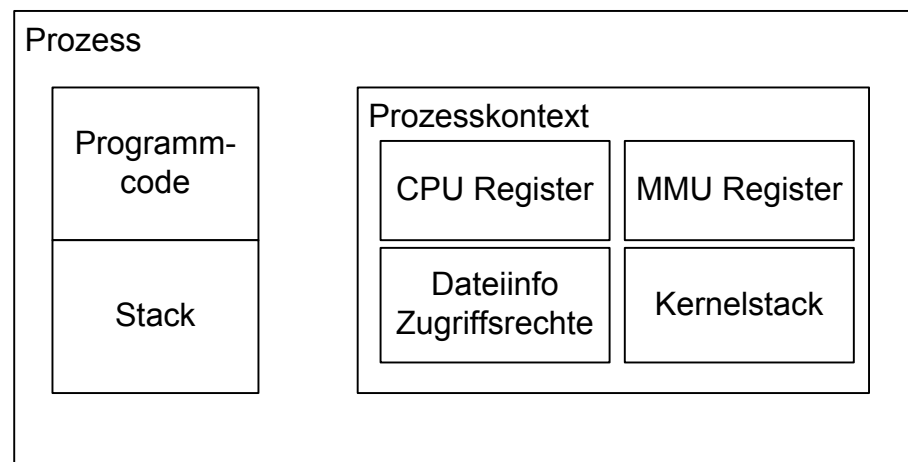 Prozess
Programm-
code
Stack
Prozesskontext
CPU Register
MMU Register
Dateiinfo
Zugriffsrechte
Kernelstack